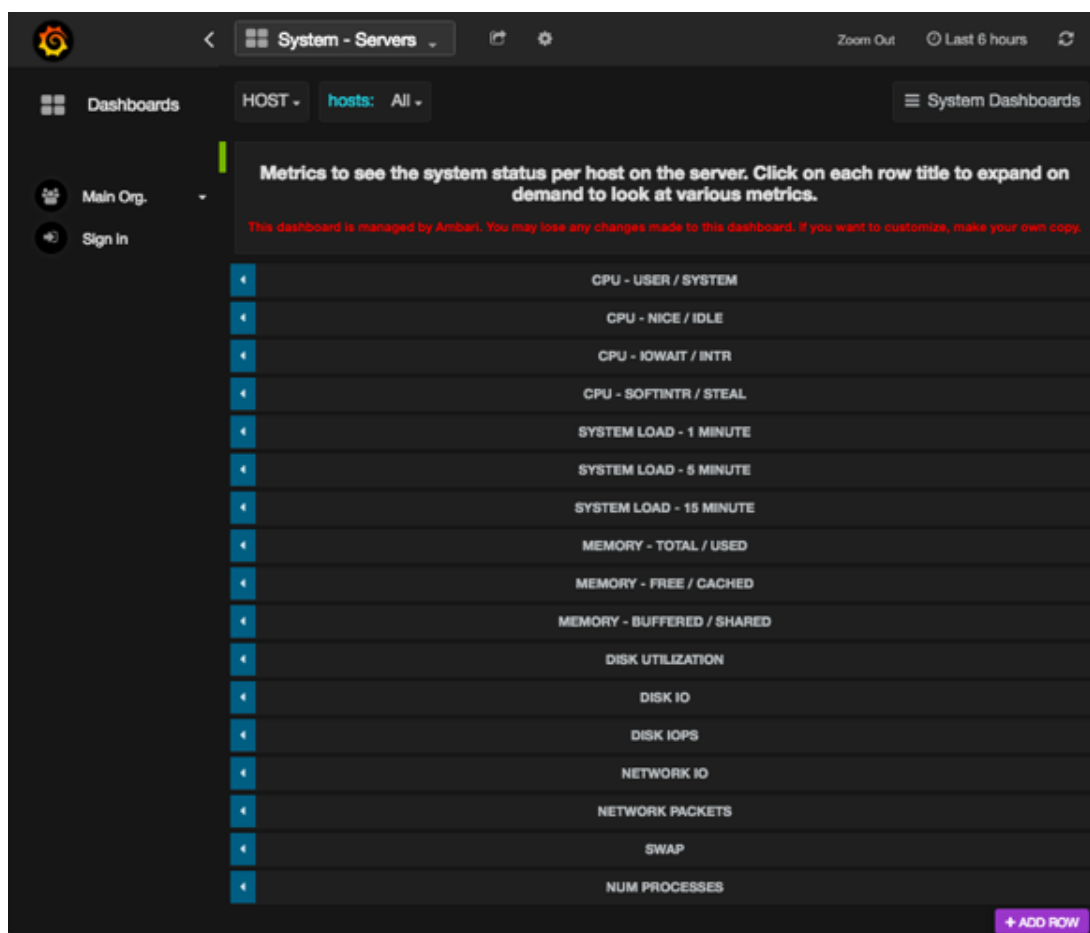 System - Servers
Zoom Out
Last 6 hours
Dashboards
HOST
hosts: All
System Dashboards
Main Org.
Sign In
Metrics to see the system status per host on the server. Click on each row title to expand on
demand to look at various metrics.
This dashboard is managed by Ambari. You may lose any changes made to this dashboard. If you want to customize, make your own copy.
CPU - USER / SYSTEM
CPU - NICE / IDLE
CPU - IOWAIT / INTR
CPU - SOFTINTR / STEAL
SYSTEM LOAD - 1 MINUTE
SYSTEM LOAD - 5 MINUTE
SYSTEM LOAD - 15 MINUTE
MEMORY - TOTAL / USED
MEMORY - FREE / CACHED
MEMORY - BUFFERED / SHARED
DISK UTILIZATION
DISK IO
DISK IOPS
NETWORK IO
NETWORK PACKETS
SWAP
NUM PROCESSES
+ ADD ROW